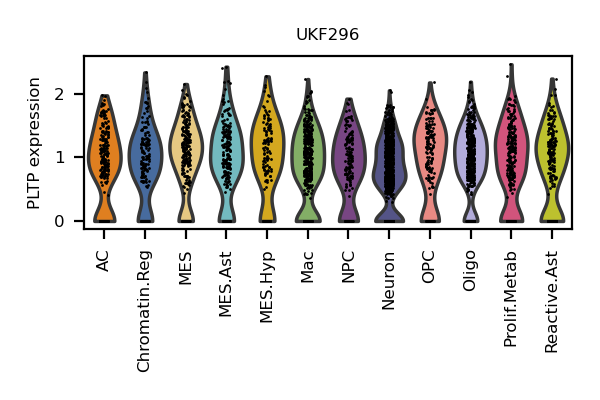 UKF296
PLTP expression
2
1
0
AC
Chromatin.Reg
MES
MES.Ast
MES.Hyp
Mac
NPC
Neuron
OPC
Oligo
Prolif.Metab
Reactive.Ast